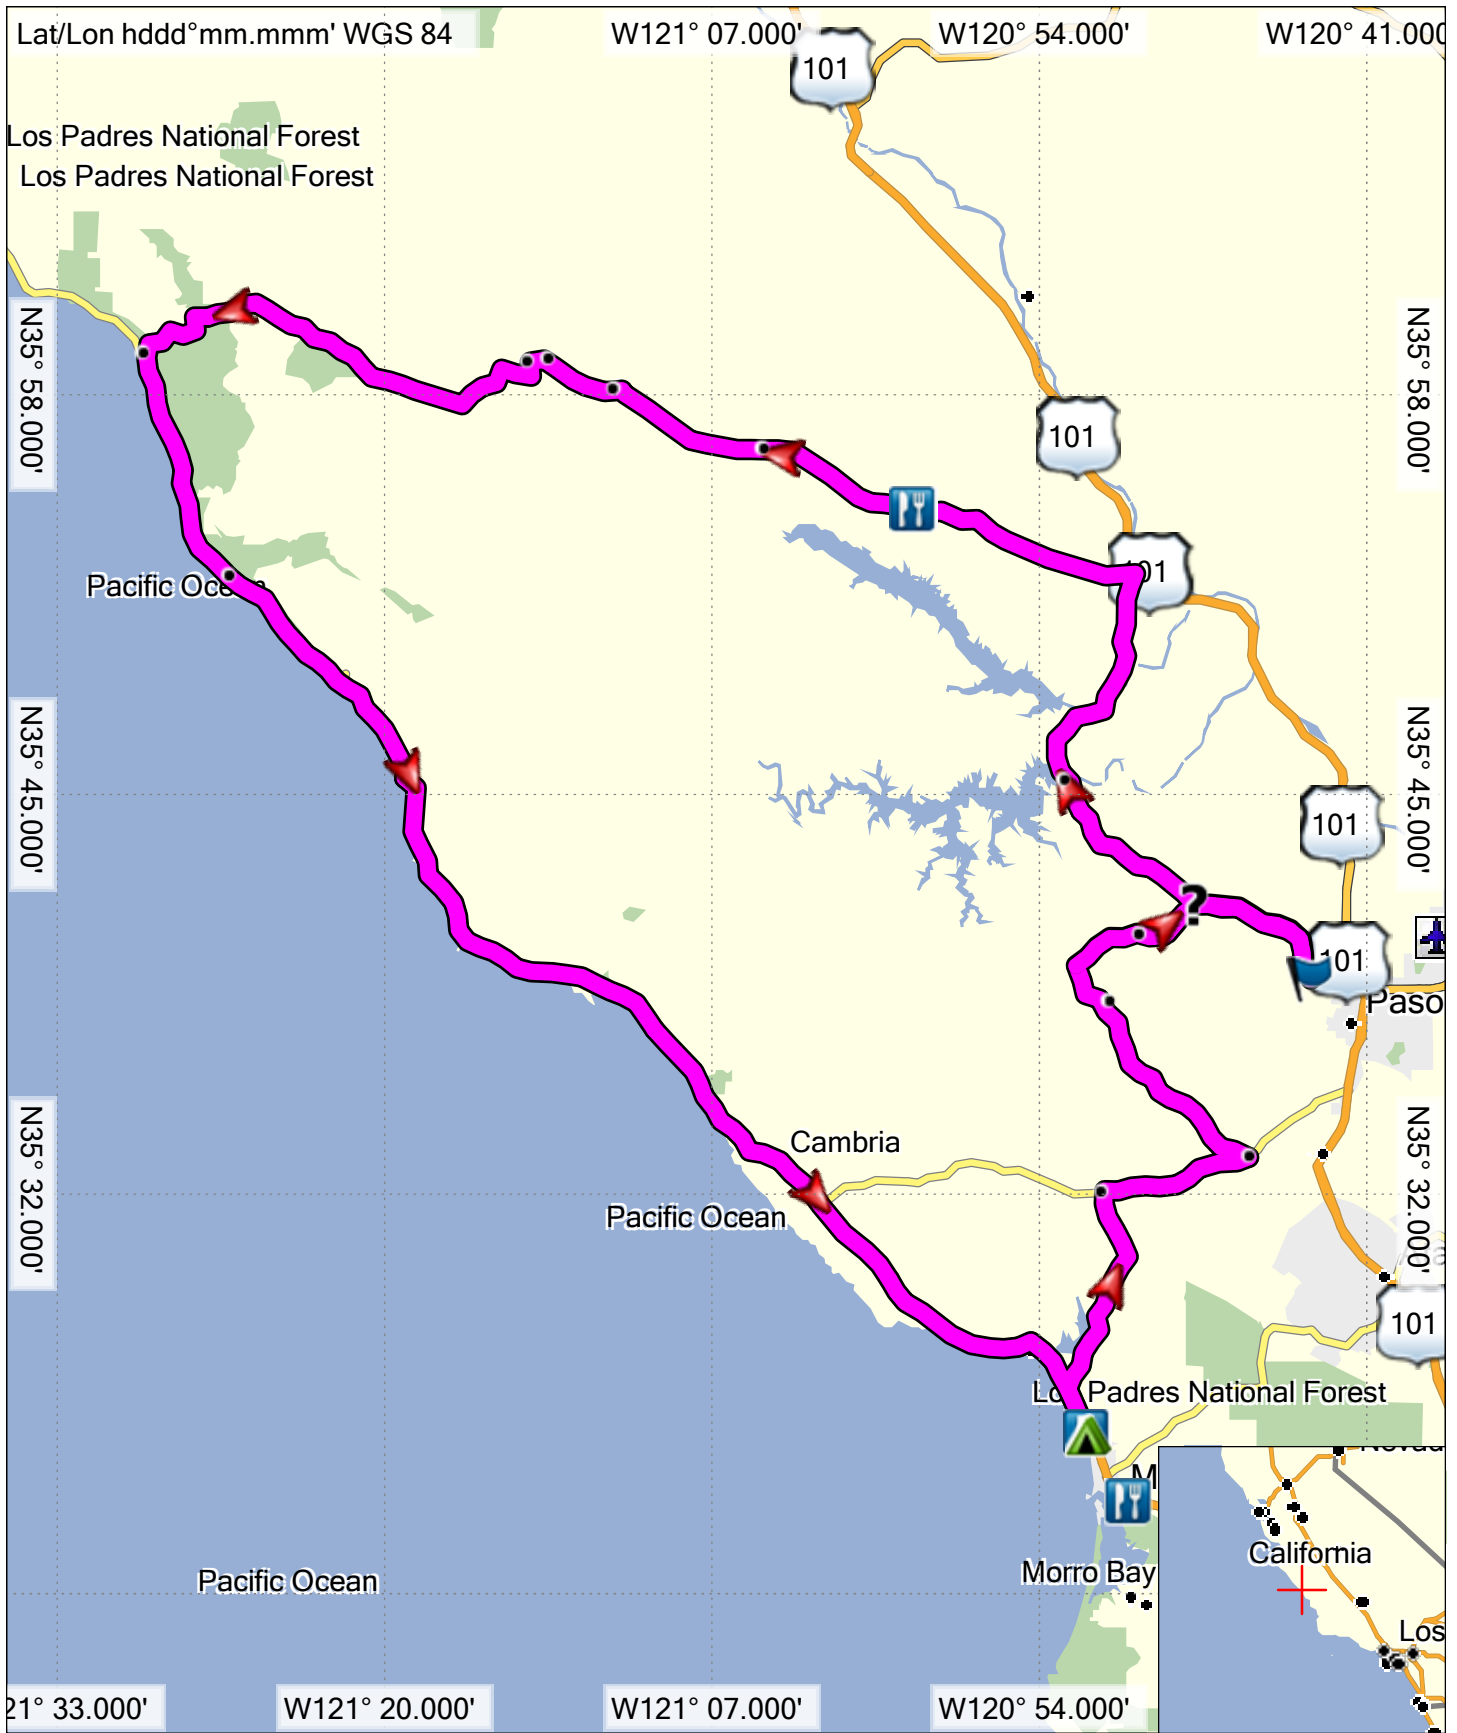 Lat/Lon hddd°mm.mmm' WGS 84
W121° 07.000'
W120° 54.000'
W120° 41.000
101
Los Padres National Forest
Los Padres National Forest
N35° 58.000'
N35° 58.000'
101
101
Pacific Oce
N35° 45.000'
N35° 45.000'
101
?
101
Paso
N35° 32.000'
N35° 32.000'
Cambria
Pacific Ocean
101
Padres National Forest
M
California
Morro Bay
Pacific Ocean
Los
21° 33.000'
W121° 20.000'
W121° 07.000'
W120° 54.000'